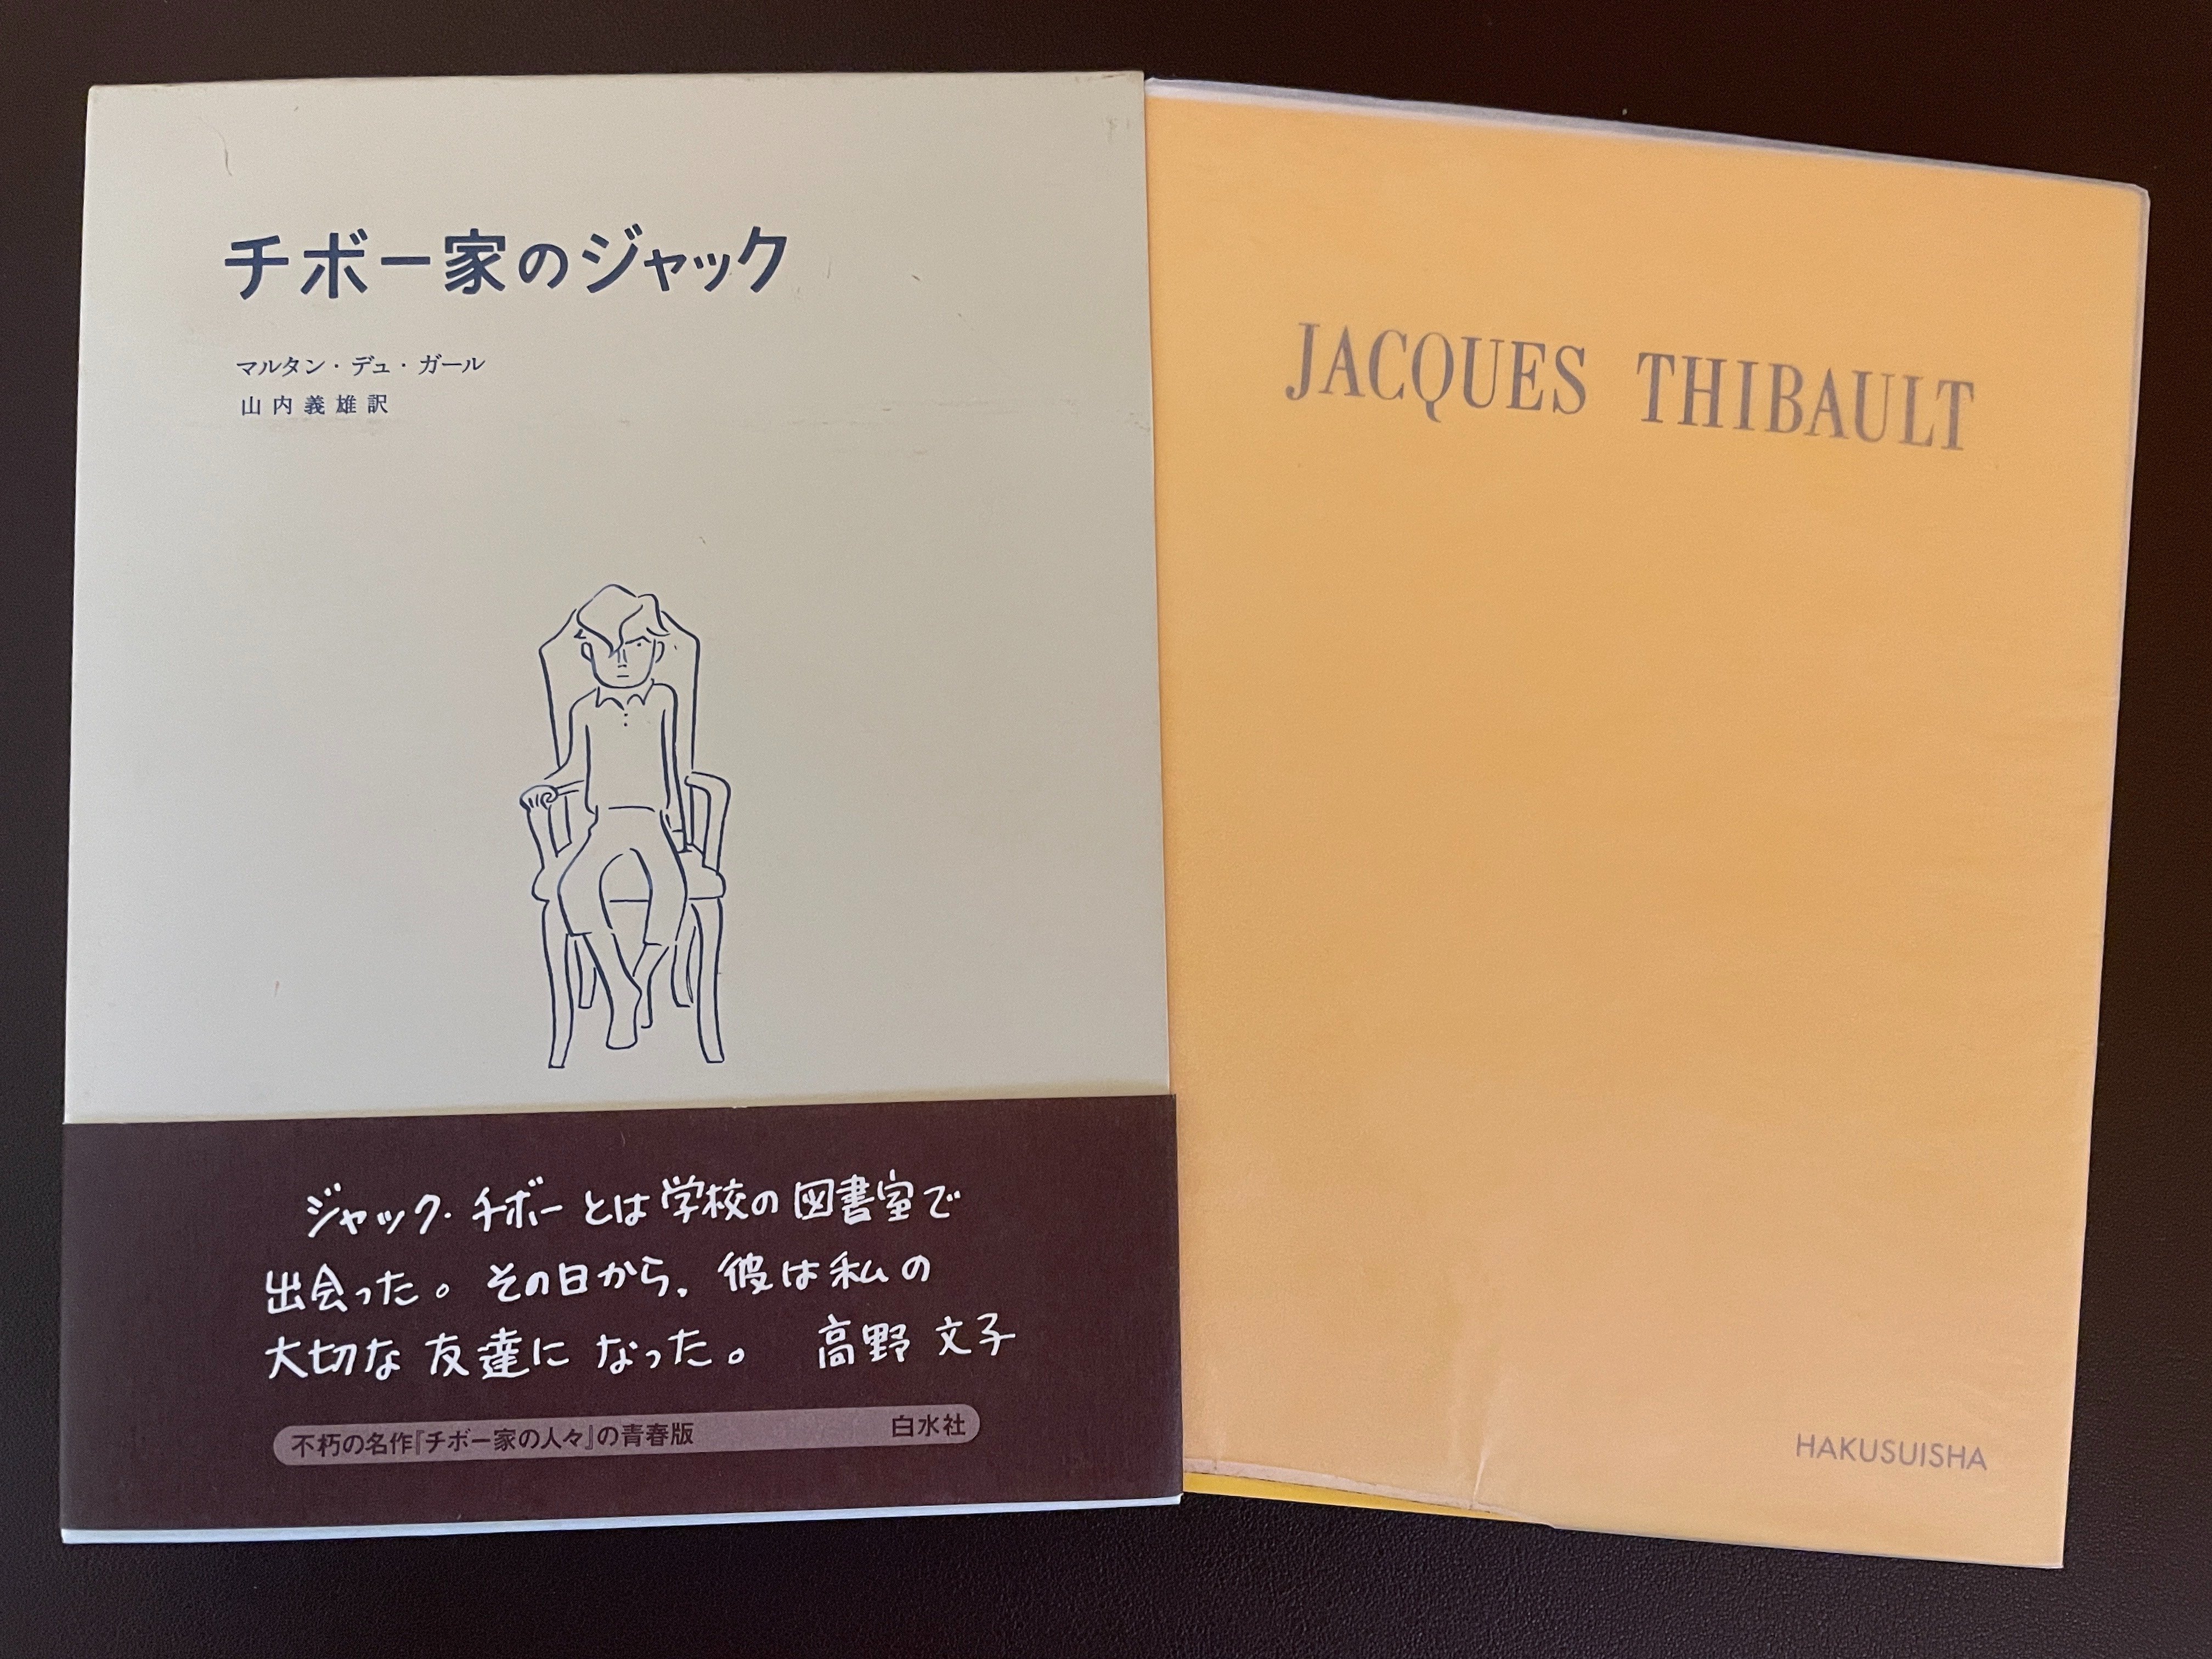 チボー家のジャック
マルタン・デュ・ガール
山内義雄訳
ジャック・チボーとは学校の図書室で
出会った。その日から、彼は私の
大切な友達になった。 高野文子
不朽の名作『チボー家の人々』の青春版 白水社
JACQUES THIBAULT
HAKUSUISHA